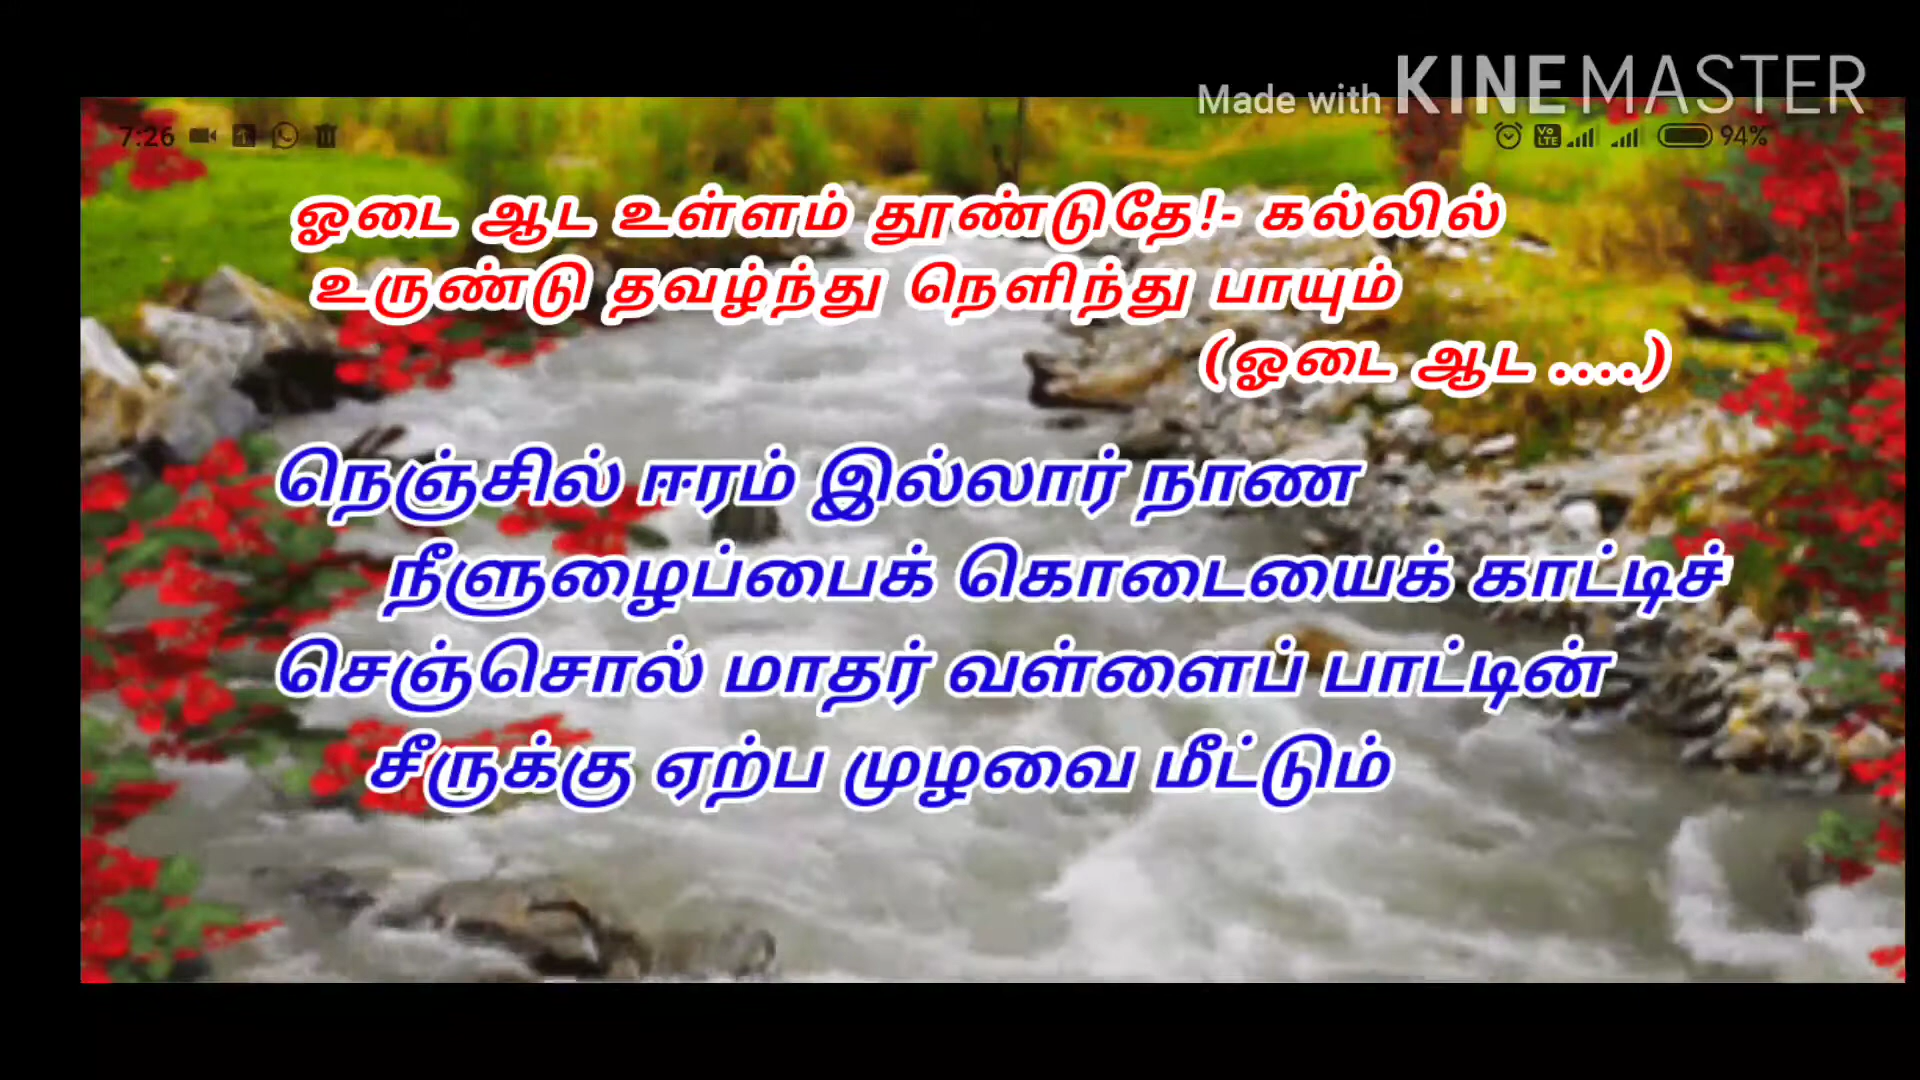 Made with KINEMASTER
7:26 94%
ஓடை ஆட உள்ளம் தூண்டுதே!- கல்லில்
உருண்டு தவழ்ந்து நெளிந்து பாயும்
(ஓடை ஆட ....)
நெஞ்சில் ஈரம் இல்லார் நாண
நீளுழைப்பைக் கொடையைக் காட்டிச்
செஞ்சொல் மாதர் வள்ளைப் பாட்டின்
சீருக்கு ஏற்ப முழவை மீட்டும்